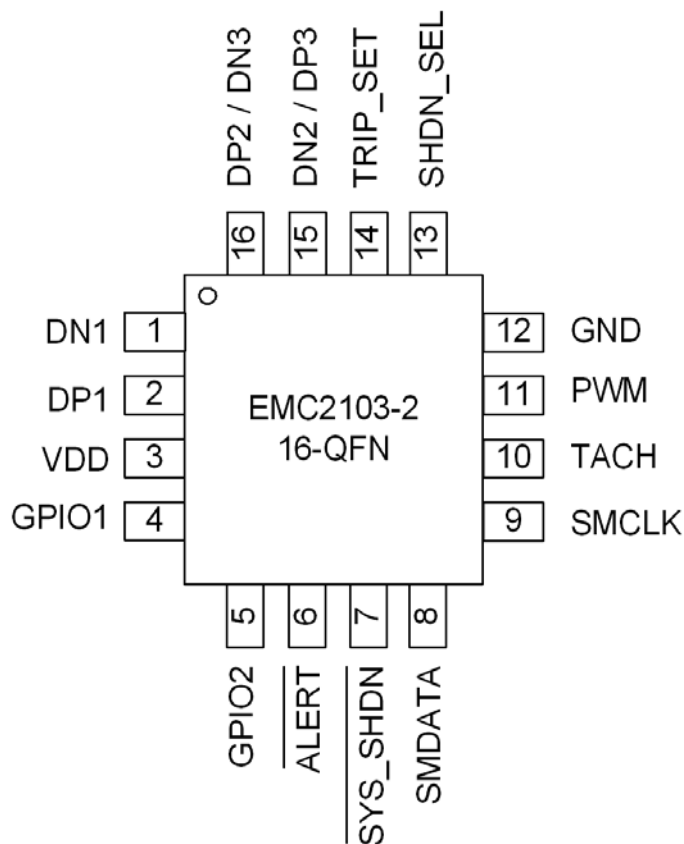 DP2 / DN3
DN2 / DP3
TRIP_SET
SHDN_SEL
16
15
14
13
DN1
1
12
GND
DP1
2
11
PWM
VDD
3
10
TACH
GPIO1
4
9
SMCLK
EMC2103-2
16-QFN
5
6
7
8
GPIO2
ALERT
SYS_SHDN
SMDATA